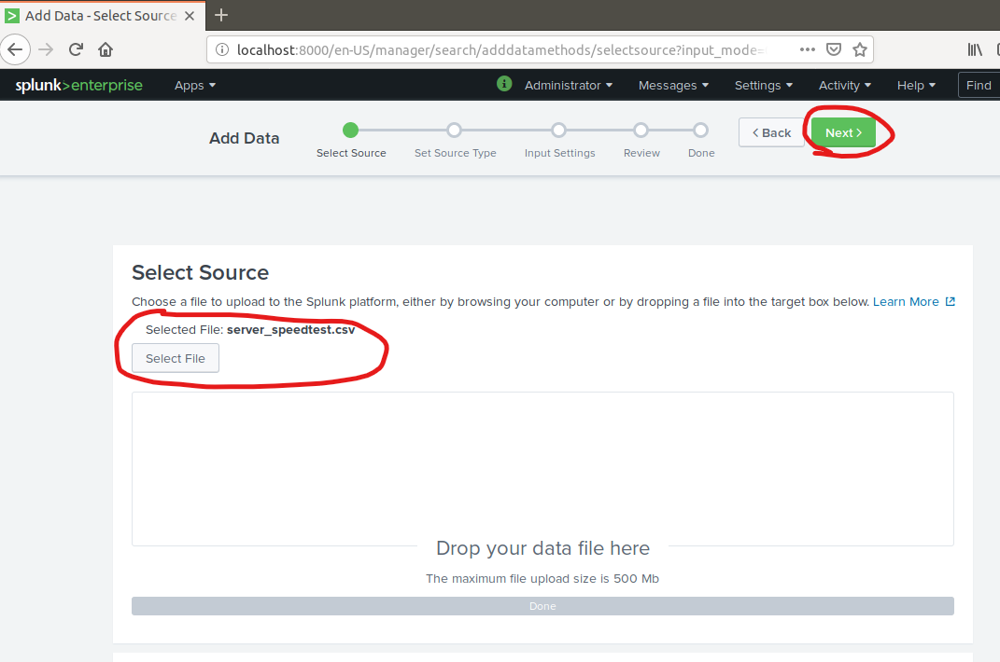 Add Data - Select Source
localhost:8000/en-US/manager/search/adddatamethods/selectsource?input_mode=
splunk>enterprise Apps i Administrator Messages Settings Activity Help Find
Add Data
Select Source Set Source Type Input Settings Review Done
< Back Next >
Select Source
Choose a file to upload to the Splunk platform, either by browsing your computer or by dropping a file into the target box below. Learn More
Selected File: server_speedtest.csv
Select File
Drop your data file here
The maximum file upload size is 500 Mb
Done